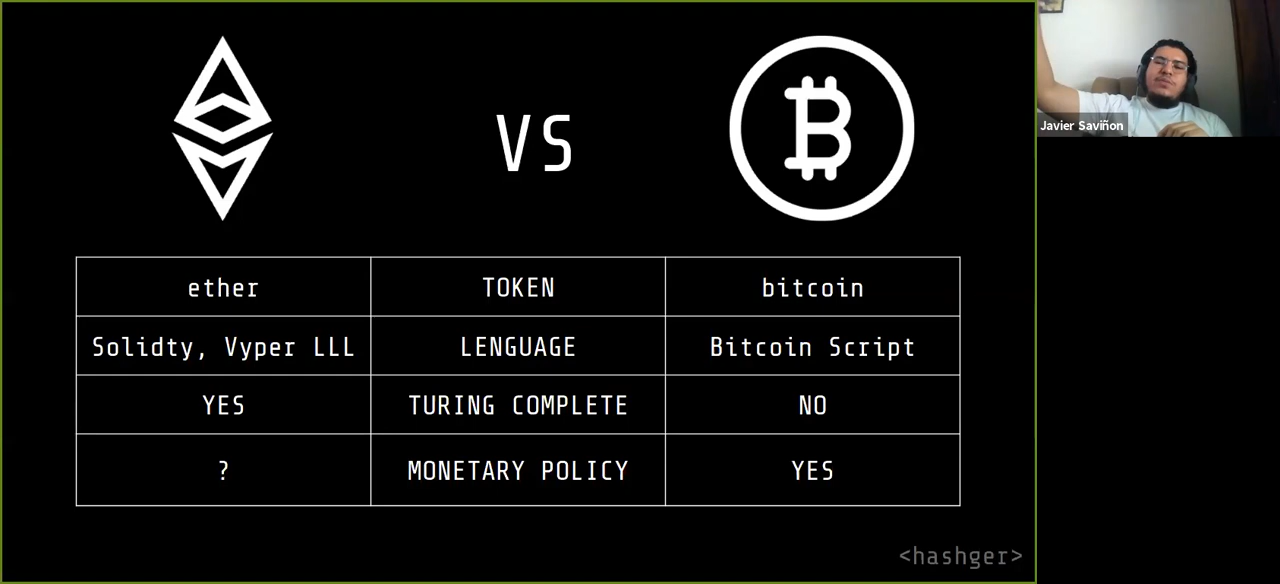 VS
ether TOKEN bitcoin
Solidty, Vyper LLL LENGUAGE Bitcoin Script
YES TURING COMPLETE NO
? MONETARY POLICY YES
<hashger>
Javier Saviñon